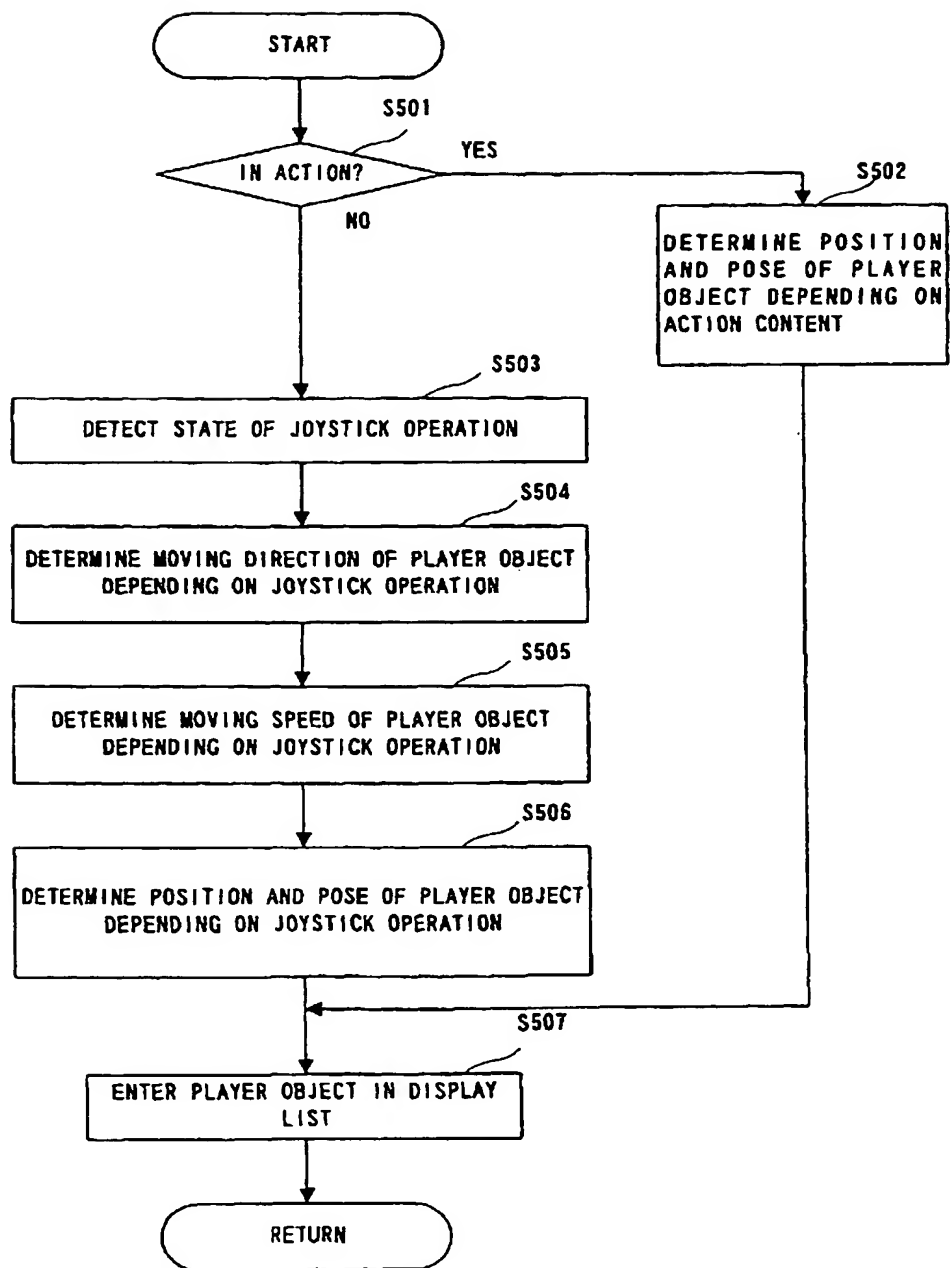 START
S501
IN ACTION?
YES
NO
S502
DETERMINE POSITION
AND POSE OF PLAYER
OBJECT DEPENDING ON
ACTION CONTENT
S503
DETECT STATE OF JOYSTICK OPERATION
S504
DETERMINE MOVING DIRECTION OF PLAYER OBJECT
DEPENDING ON JOYSTICK OPERATION
S505
DETERMINE MOVING SPEED OF PLAYER OBJECT
DEPENDING ON JOYSTICK OPERATION
S506
DETERMINE POSITION AND POSE OF PLAYER OBJECT
DEPENDING ON JOYSTICK OPERATION
S507
ENTER PLAYER OBJECT IN DISPLAY
LIST
RETURN